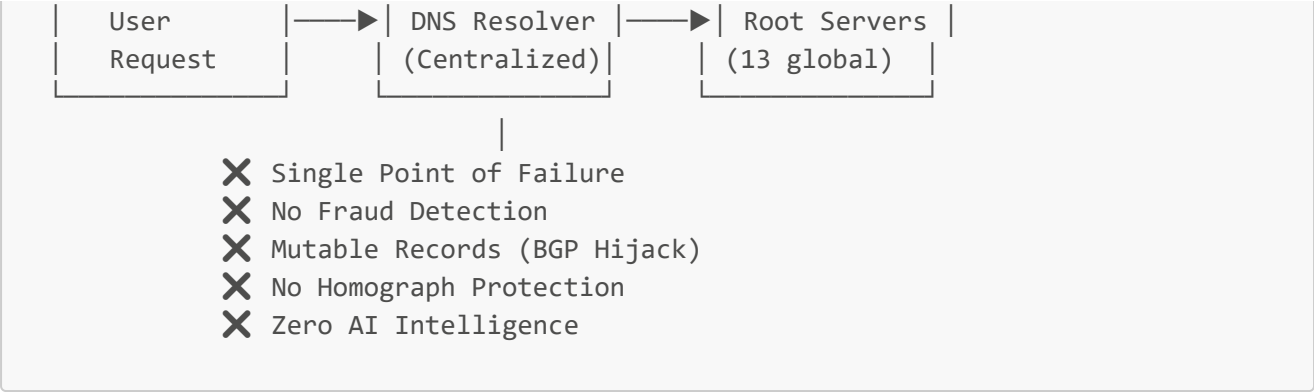 │ User │────▶│ DNS Resolver │────▶│ Root Servers │
│ Request │ │ (Centralized)│ │ (13 global) │
└──────────────┘ └──────────────┘ └──────────────┘
│
❌ Single Point of Failure
❌ No Fraud Detection
❌ Mutable Records (BGP Hijack)
❌ No Homograph Protection
❌ Zero AI Intelligence